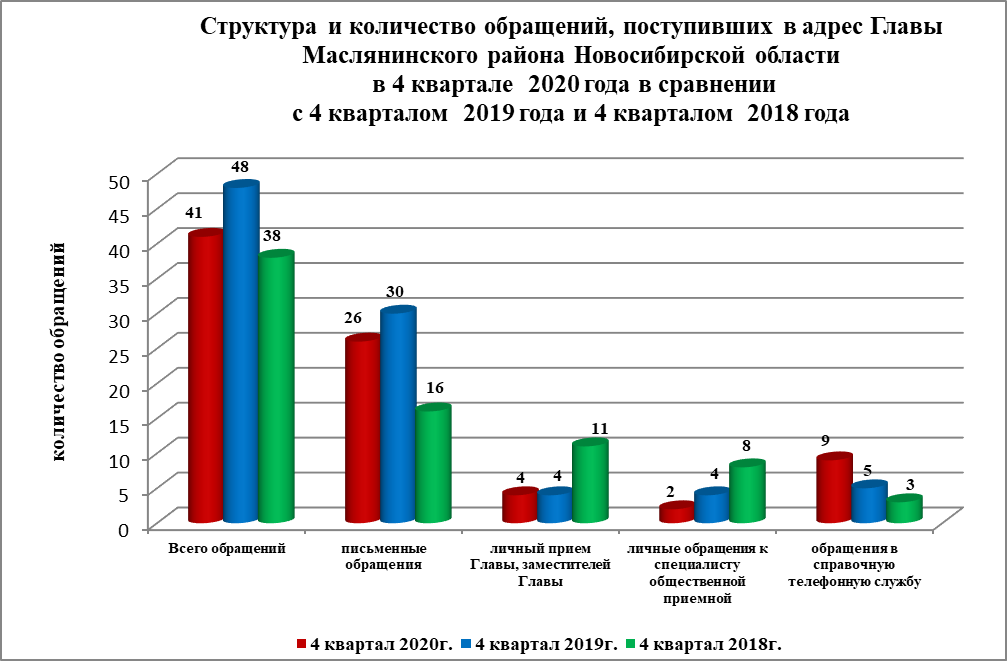 Структура и количество обращений, поступивших в адрес Главы
Маслянинского района Новосибирской области
в 4 квартале 2020 года в сравнении
с 4 кварталом 2019 года и 4 кварталом 2018 года
количество обращений
50
45
40
35
30
25
20
15
10
5
0
41
48
38
26
30
16
4
4
11
2
4
8
9
5
3
Всего обращений
письменные
обращения
личный прием
Главы, заместителей
Главы
личные обращения к
специалисту
общественной
приемной
обращения в
справочную
телефонную службу
4 квартал 2020г. 4 квартал 2019г. 4 квартал 2018г.